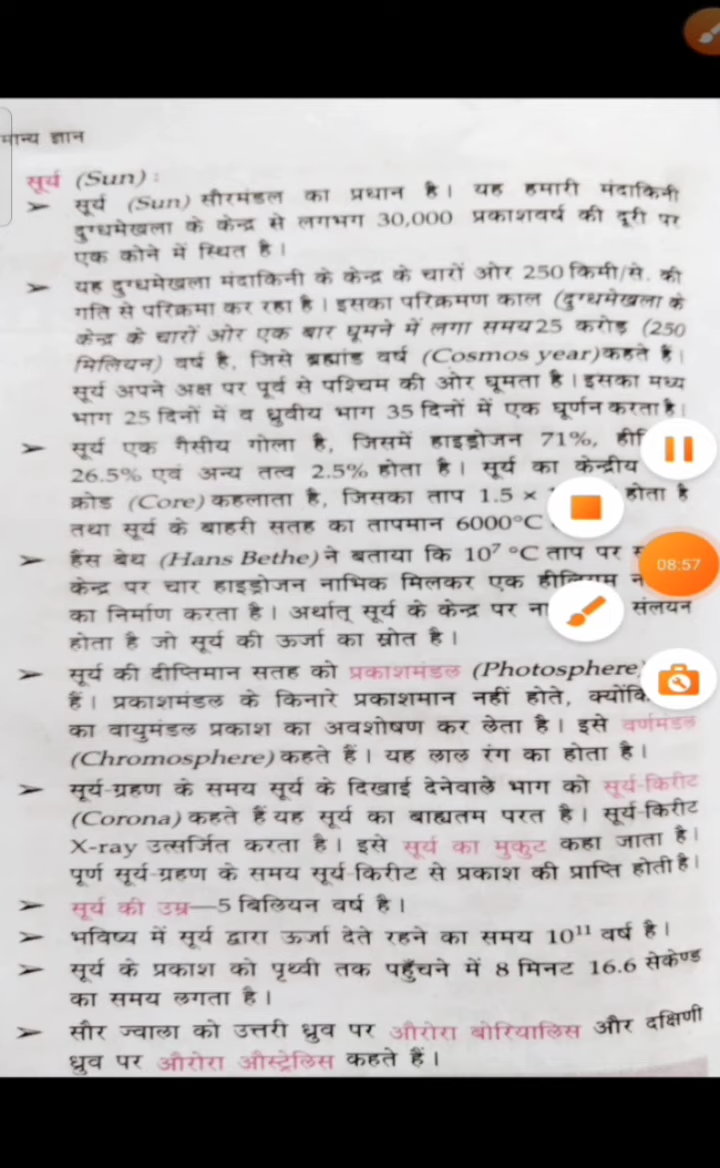 मान्य ज्ञान
सूर्य (Sun) :
➤ सूर्य (Sun) सौरमंडल का प्रधान है। यह हमारी मंदाकिनी
दुग्धमेखला के केन्द्र से लगभग 30,000 प्रकाशवर्ष की दूरी पर
एक कोने में स्थित है।
➤ यह दुग्धमेखला मंदाकिनी के केन्द्र के चारों ओर 250 किमी/से. की
गति से परिक्रमा कर रहा है। इसका परिक्रमण काल (दुग्धमेखला के
केन्द्र के चारों ओर एक बार घूमने में लगा समय 25 करोड़ (250
मिलियन) वर्ष है, जिसे ब्रह्मांड वर्ष (Cosmos year) कहते हैं।
सूर्य अपने अक्ष पर पूर्व से पश्चिम की ओर घूमता है। इसका मध्य
भाग 25 दिनों में व ध्रुवीय भाग 35 दिनों में एक घूर्णन करता है।
➤ सूर्य एक गैसीय गोला है, जिसमें हाइड्रोजन 71%,
26.5% एवं अन्य तत्व 2.5% होता है। सूर्य का केन्द्रीय
क्रोड (Core) कहलाता है, जिसका ताप 1.5 × होता है
तथा सूर्य के बाहरी सतह का तापमान 6000°C
➤ हैंस बेथ (Hans Bethe) ने बताया कि 10⁷ °C ताप पर
08:57
केन्द्र पर चार हाइड्रोजन नाभिक मिलकर एक हीलियम
का निर्माण करता है। अर्थात् सूर्य के केन्द्र पर संलयन
होता है जो सूर्य की ऊर्जा का स्रोत है।
➤ सूर्य की दीप्तिमान सतह को प्रकाशमंडल (Photosphere)
हैं। प्रकाशमंडल के किनारे प्रकाशमान नहीं होते,
का वायुमंडल प्रकाश का अवशोषण कर लेता है। इसे वर्णमंडल
(Chromosphere) कहते हैं। यह लाल रंग का होता है।
➤ सूर्य-ग्रहण के समय सूर्य के दिखाई देनेवाले भाग को सूर्य-किरीट
(Corona) कहते हैं यह सूर्य का बाह्यतम परत है। सूर्य-किरीट
X-ray उत्सर्जित करता है। इसे सूर्य का मुकुट कहा जाता है।
पूर्ण सूर्य-ग्रहण के समय सूर्य-किरीट से प्रकाश की प्राप्ति होती है।
➤ सूर्य की उम्र—5 बिलियन वर्ष है।
➤ भविष्य में सूर्य द्वारा ऊर्जा देते रहने का समय 10¹¹ वर्ष है।
➤ सूर्य के प्रकाश को पृथ्वी तक पहुँचने में 8 मिनट 16.6 सेकेण्ड
का समय लगता है।
➤ सौर ज्वाला को उत्तरी ध्रुव पर औरोरा बोरियालिस और दक्षिणी
ध्रुव पर औरोरा औस्ट्रेलिस कहते हैं।